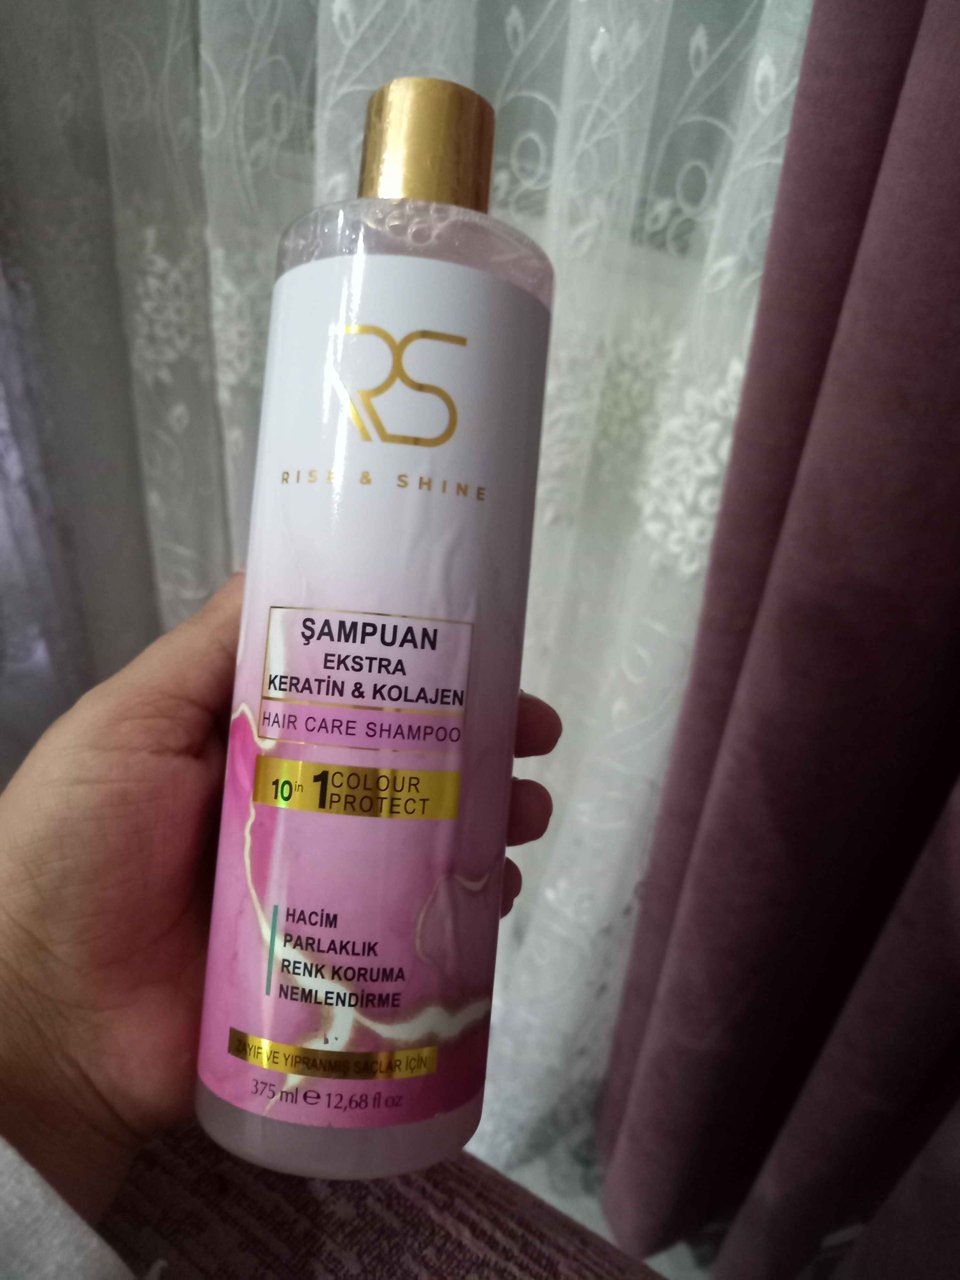 RS
RISE & SHINE
ŞAMPUAN
EKSTRA
KERATİN & KOLAJEN
HAIR CARE SHAMPOO
10 in 1 COLOUR
PROTECT
HACİM
PARLAKLIK
RENK KORUMA
NEMLENDİRME
ZAYIF VE YIPRANMIŞ SAÇLAR İÇİN
375 ml ℮ 12,68 fl oz